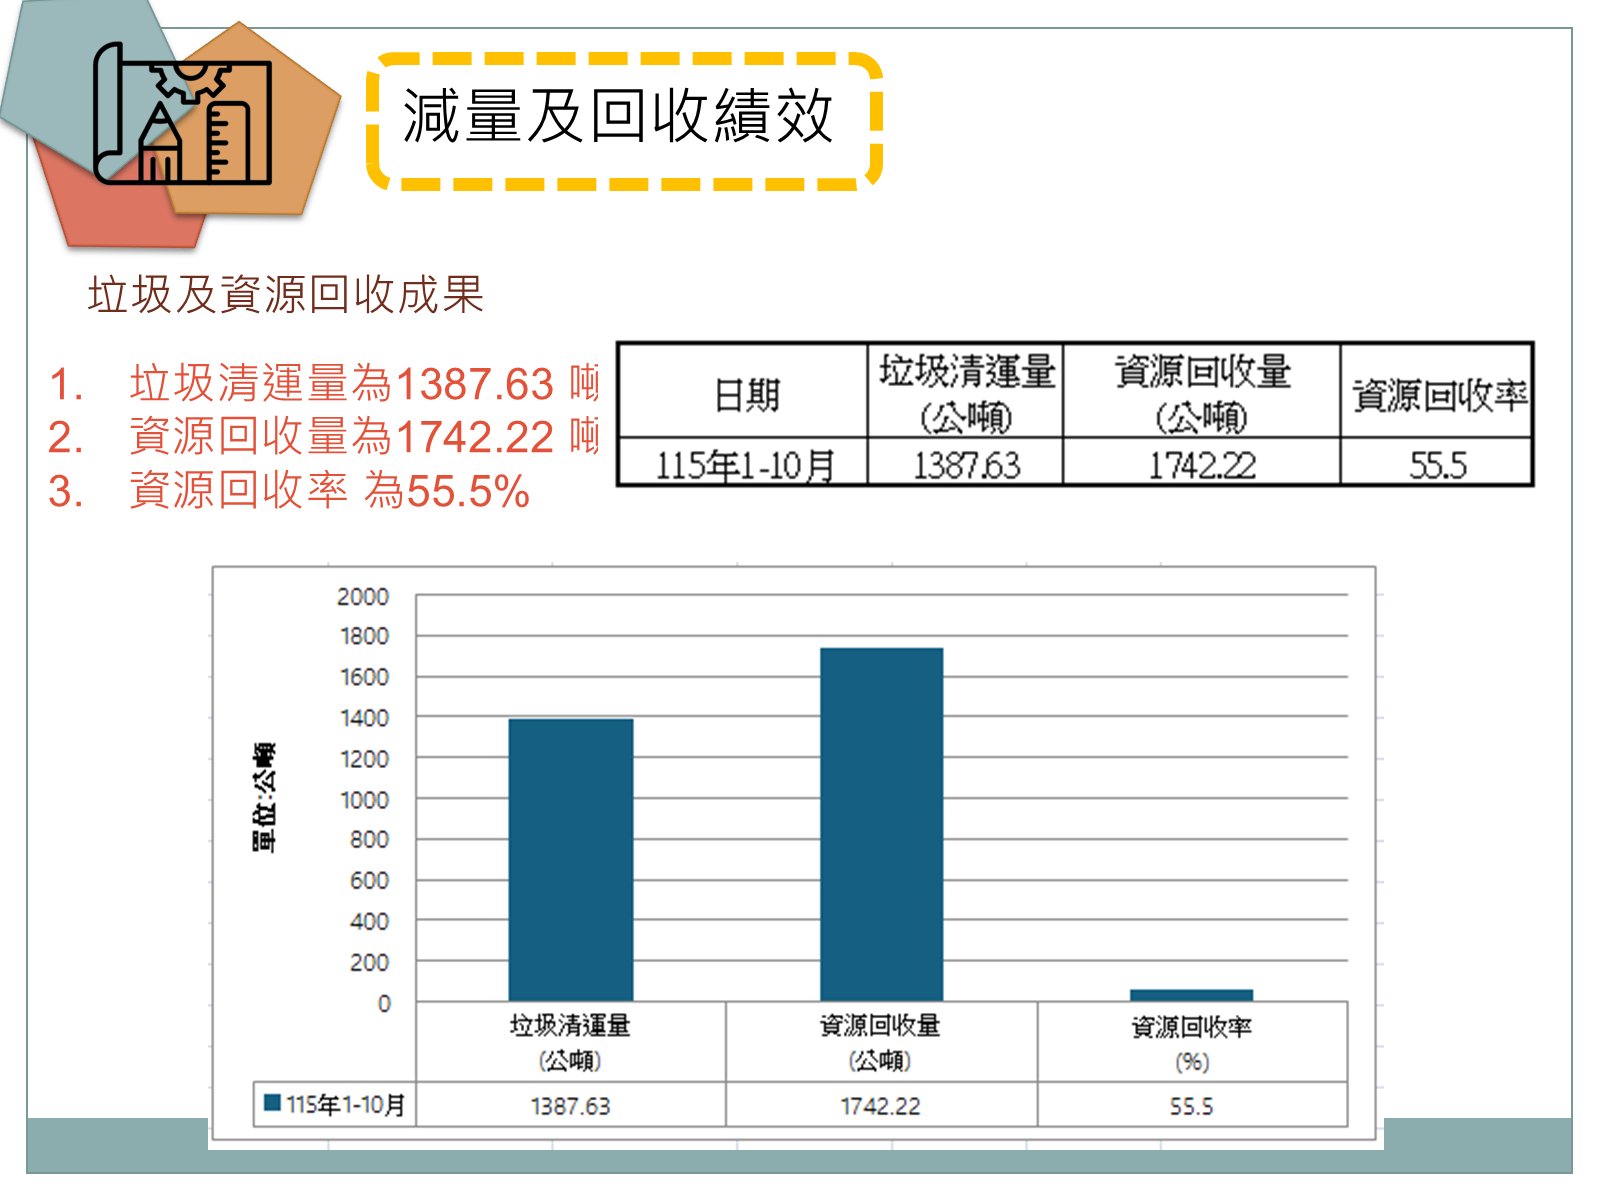 減量及回收績效
垃圾及資源回收成果
1. 垃圾清運量為1387.63 噸
2. 資源回收量為1742.22 噸
3. 資源回收率 為55.5%
日期 垃圾清運量(公噸) 資源回收量(公噸) 資源回收率
115年1-10月 1387.63 1742.22 55.5
2000
1800
1600
1400
1200
1000
800
600
400
200
0
單位:公噸
垃圾清運量 資源回收量 資源回收率
(公噸) (公噸) (%)
115年1-10月 1387.63 1742.22 55.5